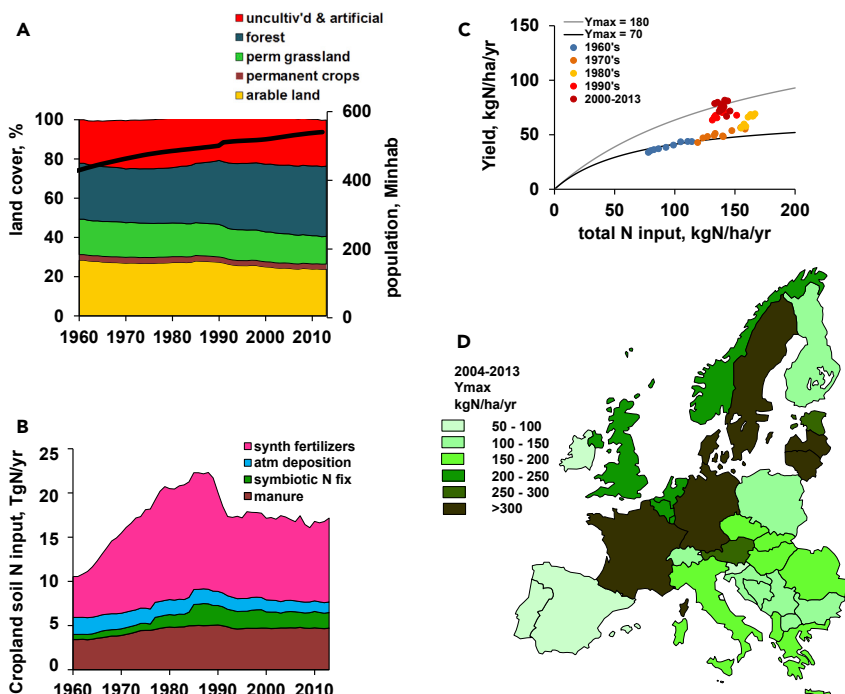 A
uncultiv'd & artificial
forest
perm grassland
permanent crops
arable land
land cover, %
100
80
60
40
20
0
600
400
200
0
population, Minhab
1960 1970 1980 1990 2000 2010
B
Cropland soil N input, TgN/yr
25
20
15
10
5
0
synth fertilizers
atm deposition
symbiotic N fix
manure
1960 1970 1980 1990 2000 2010
C
Ymax = 180
Ymax = 70
1960's
1970's
1980's
1990's
2000-2013
Yield, kgN/ha/yr
150
100
50
0
0 50 100 150 200
total N input, kgN/ha/yr
D
2004-2013
Ymax
kgN/ha/yr
50 - 100
100 - 150
150 - 200
200 - 250
250 - 300
>300